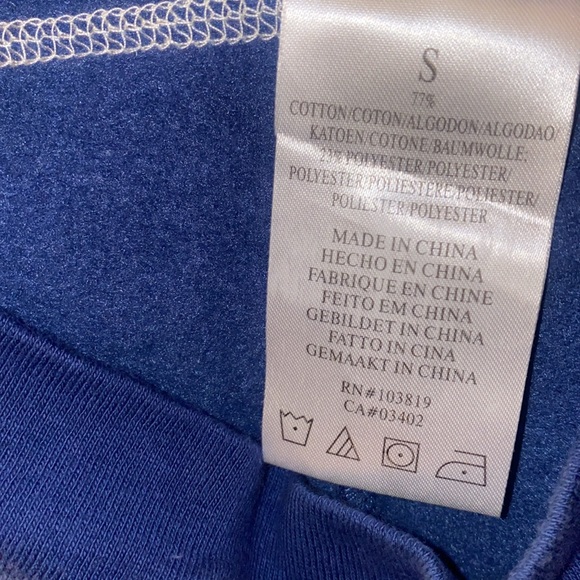 S
77%
COTTON/COTON/ALGODON/ALGODAO/
KATOEN/COTONE/BAUMWOLLE;
23% POLYESTER/POLYESTER/
POLYESTER/POLIESTERE/POLIESTER/
POLIESTER/POLYESTER
MADE IN CHINA
HECHO EN CHINA
FABRIQUE EN CHINE
FEITO EM CHINA
GEBILDET IN CHINA
FATTO IN CINA
GEMAAKT IN CHINA
RN#103819
CA#03402